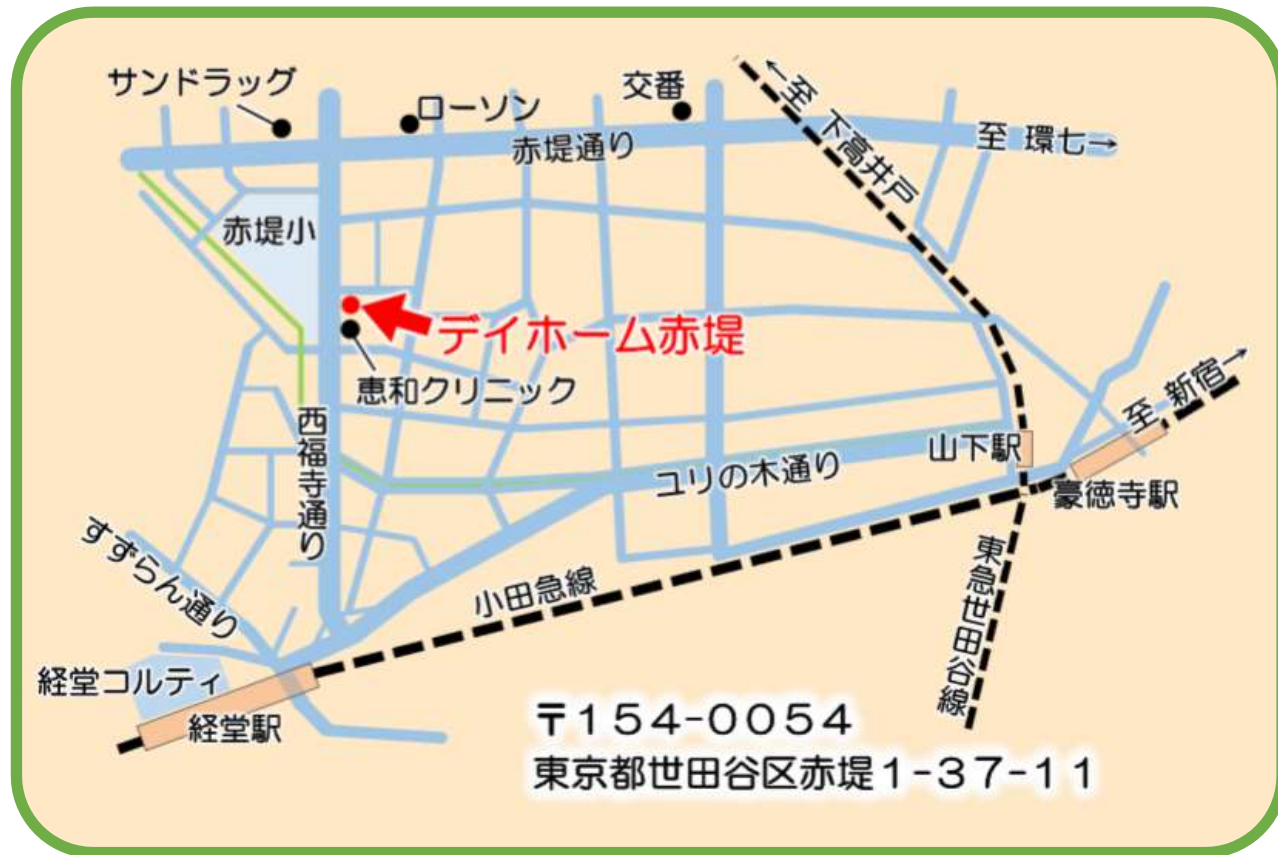 サンドラッグ
ローソン
交番
←至 下高井戸
赤堤通り
至 環七→
赤堤小
デイホーム赤堤
恵和クリニック
西福寺通り
ユリの木通り
山下駅
至 新宿→
豪徳寺駅
すずらん通り
小田急線
東急世田谷線
経堂コルティ
経堂駅
〒154-0054
東京都世田谷区赤堤1-37-11